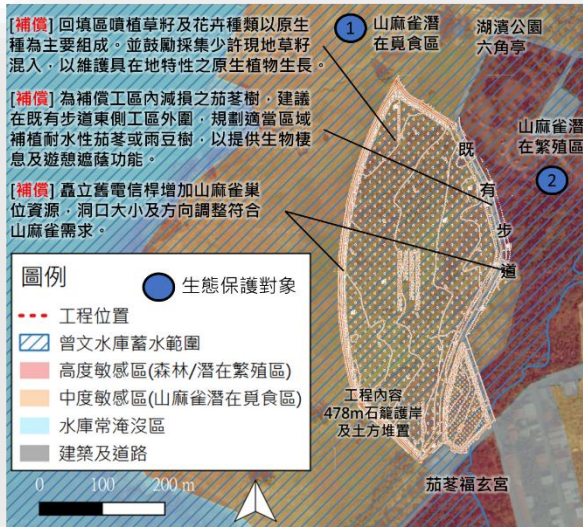 [補償] 回填區噴植草籽及花卉種類以原生
種為主要組成。並鼓勵採集少許現地草籽
混入，以維護具在地特性之原生植物生長。
[補償] 為補償工區內減損之茄苳樹，建議
在既有步道東側工區外圍，規劃適當區域
補植耐水性茄苳或雨豆樹，以提供生物棲
息及遊憩遮蔭功能。
[補償] 矗立舊電信桿增加山麻雀巢
位資源，洞口大小及方向調整符合
山麻雀需求。
1
山麻雀潛
在覓食區
湖濱公園
六角亭
山麻雀潛
在繁殖區
2
既有步道
圖例
生態保護對象
工程位置
曾文水庫蓄水範圍
高度敏感區(森林/潛在繁殖區)
中度敏感區(山麻雀潛在覓食區)
水庫常淹沒區
建築及道路
0 100 200 m
工程內容
478m石籠護岸
及土方堆置
茄苳福玄宮